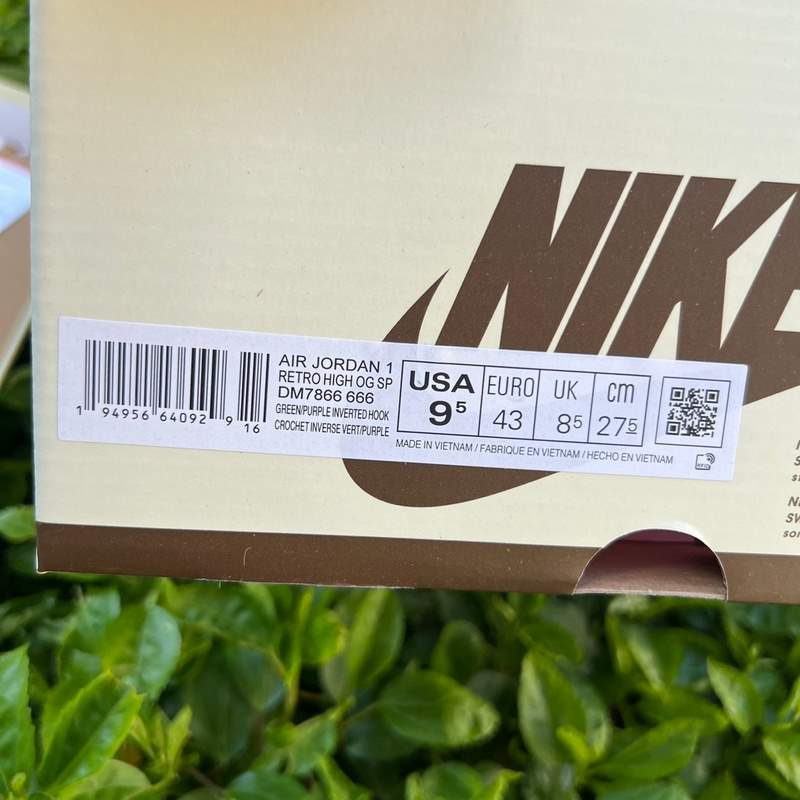 NIKE
AIR JORDAN 1
RETRO HIGH OG SP
DM7866 666
GREEN/PURPLE INVERTED HOOK
CROCHET INVERSE VERT/PURPLE
1 94956 64092 9 16
USA 9⁵
EURO 43
UK 8⁵
cm 27⁵
MADE IN VIETNAM / FABRIQUE EN VIETNAM / HECHO EN VIETNAM
RFID